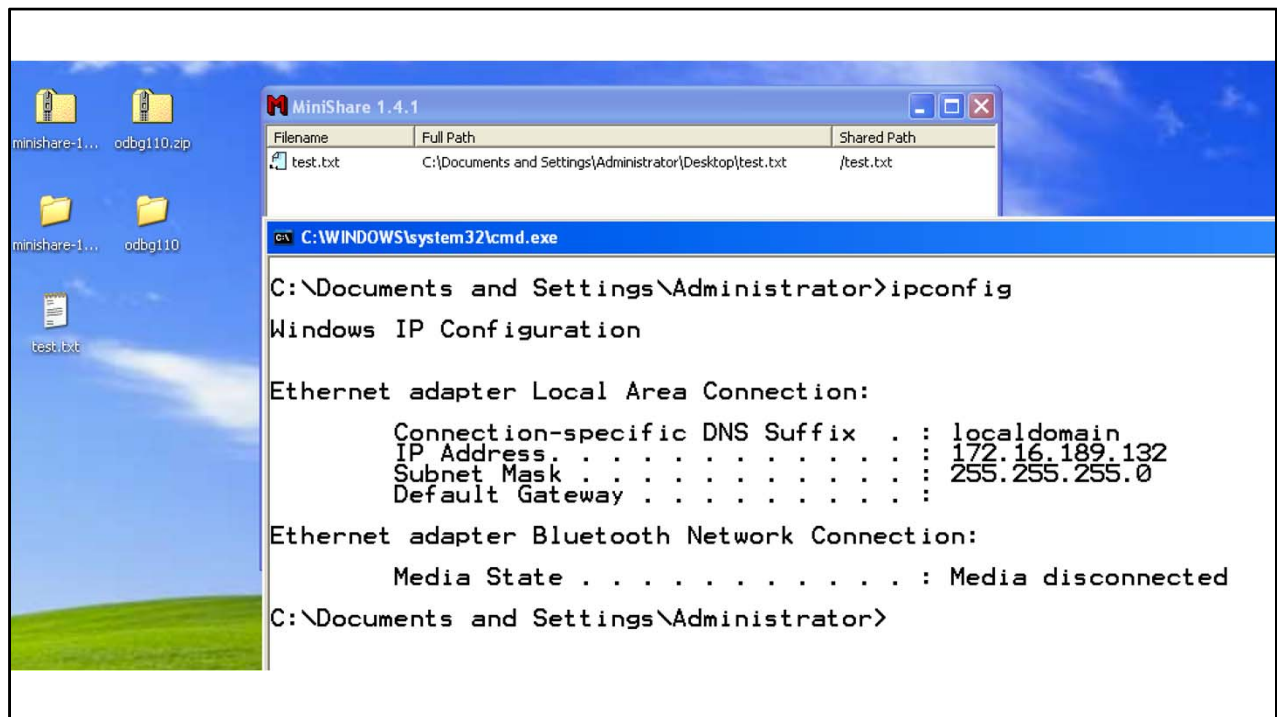 minishare-1...
odbg110.zip
minishare-1...
odbg110
test.txt
MiniShare 1.4.1
Filename Full Path Shared Path
test.txt C:\Documents and Settings\Administrator\Desktop\test.txt /test.txt
C:\WINDOWS\system32\cmd.exe
C:\Documents and Settings\Administrator>ipconfig
Windows IP Configuration
Ethernet adapter Local Area Connection:
Connection-specific DNS Suffix . : localdomain
IP Address. . . . . . . . . . . . : 172.16.189.132
Subnet Mask . . . . . . . . . . . : 255.255.255.0
Default Gateway . . . . . . . . . :
Ethernet adapter Bluetooth Network Connection:
Media State . . . . . . . . . . . : Media disconnected
C:\Documents and Settings\Administrator>